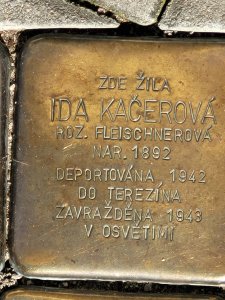 ZDE ŽILA
IDA KAČEROVÁ
ROZ. FLEISCHNEROVÁ
NAR. 1892
DEPORTOVÁNA 1942
DO TEREZÍNA
ZAVRAŽDĚNA 1943
V OSVĚTIMI